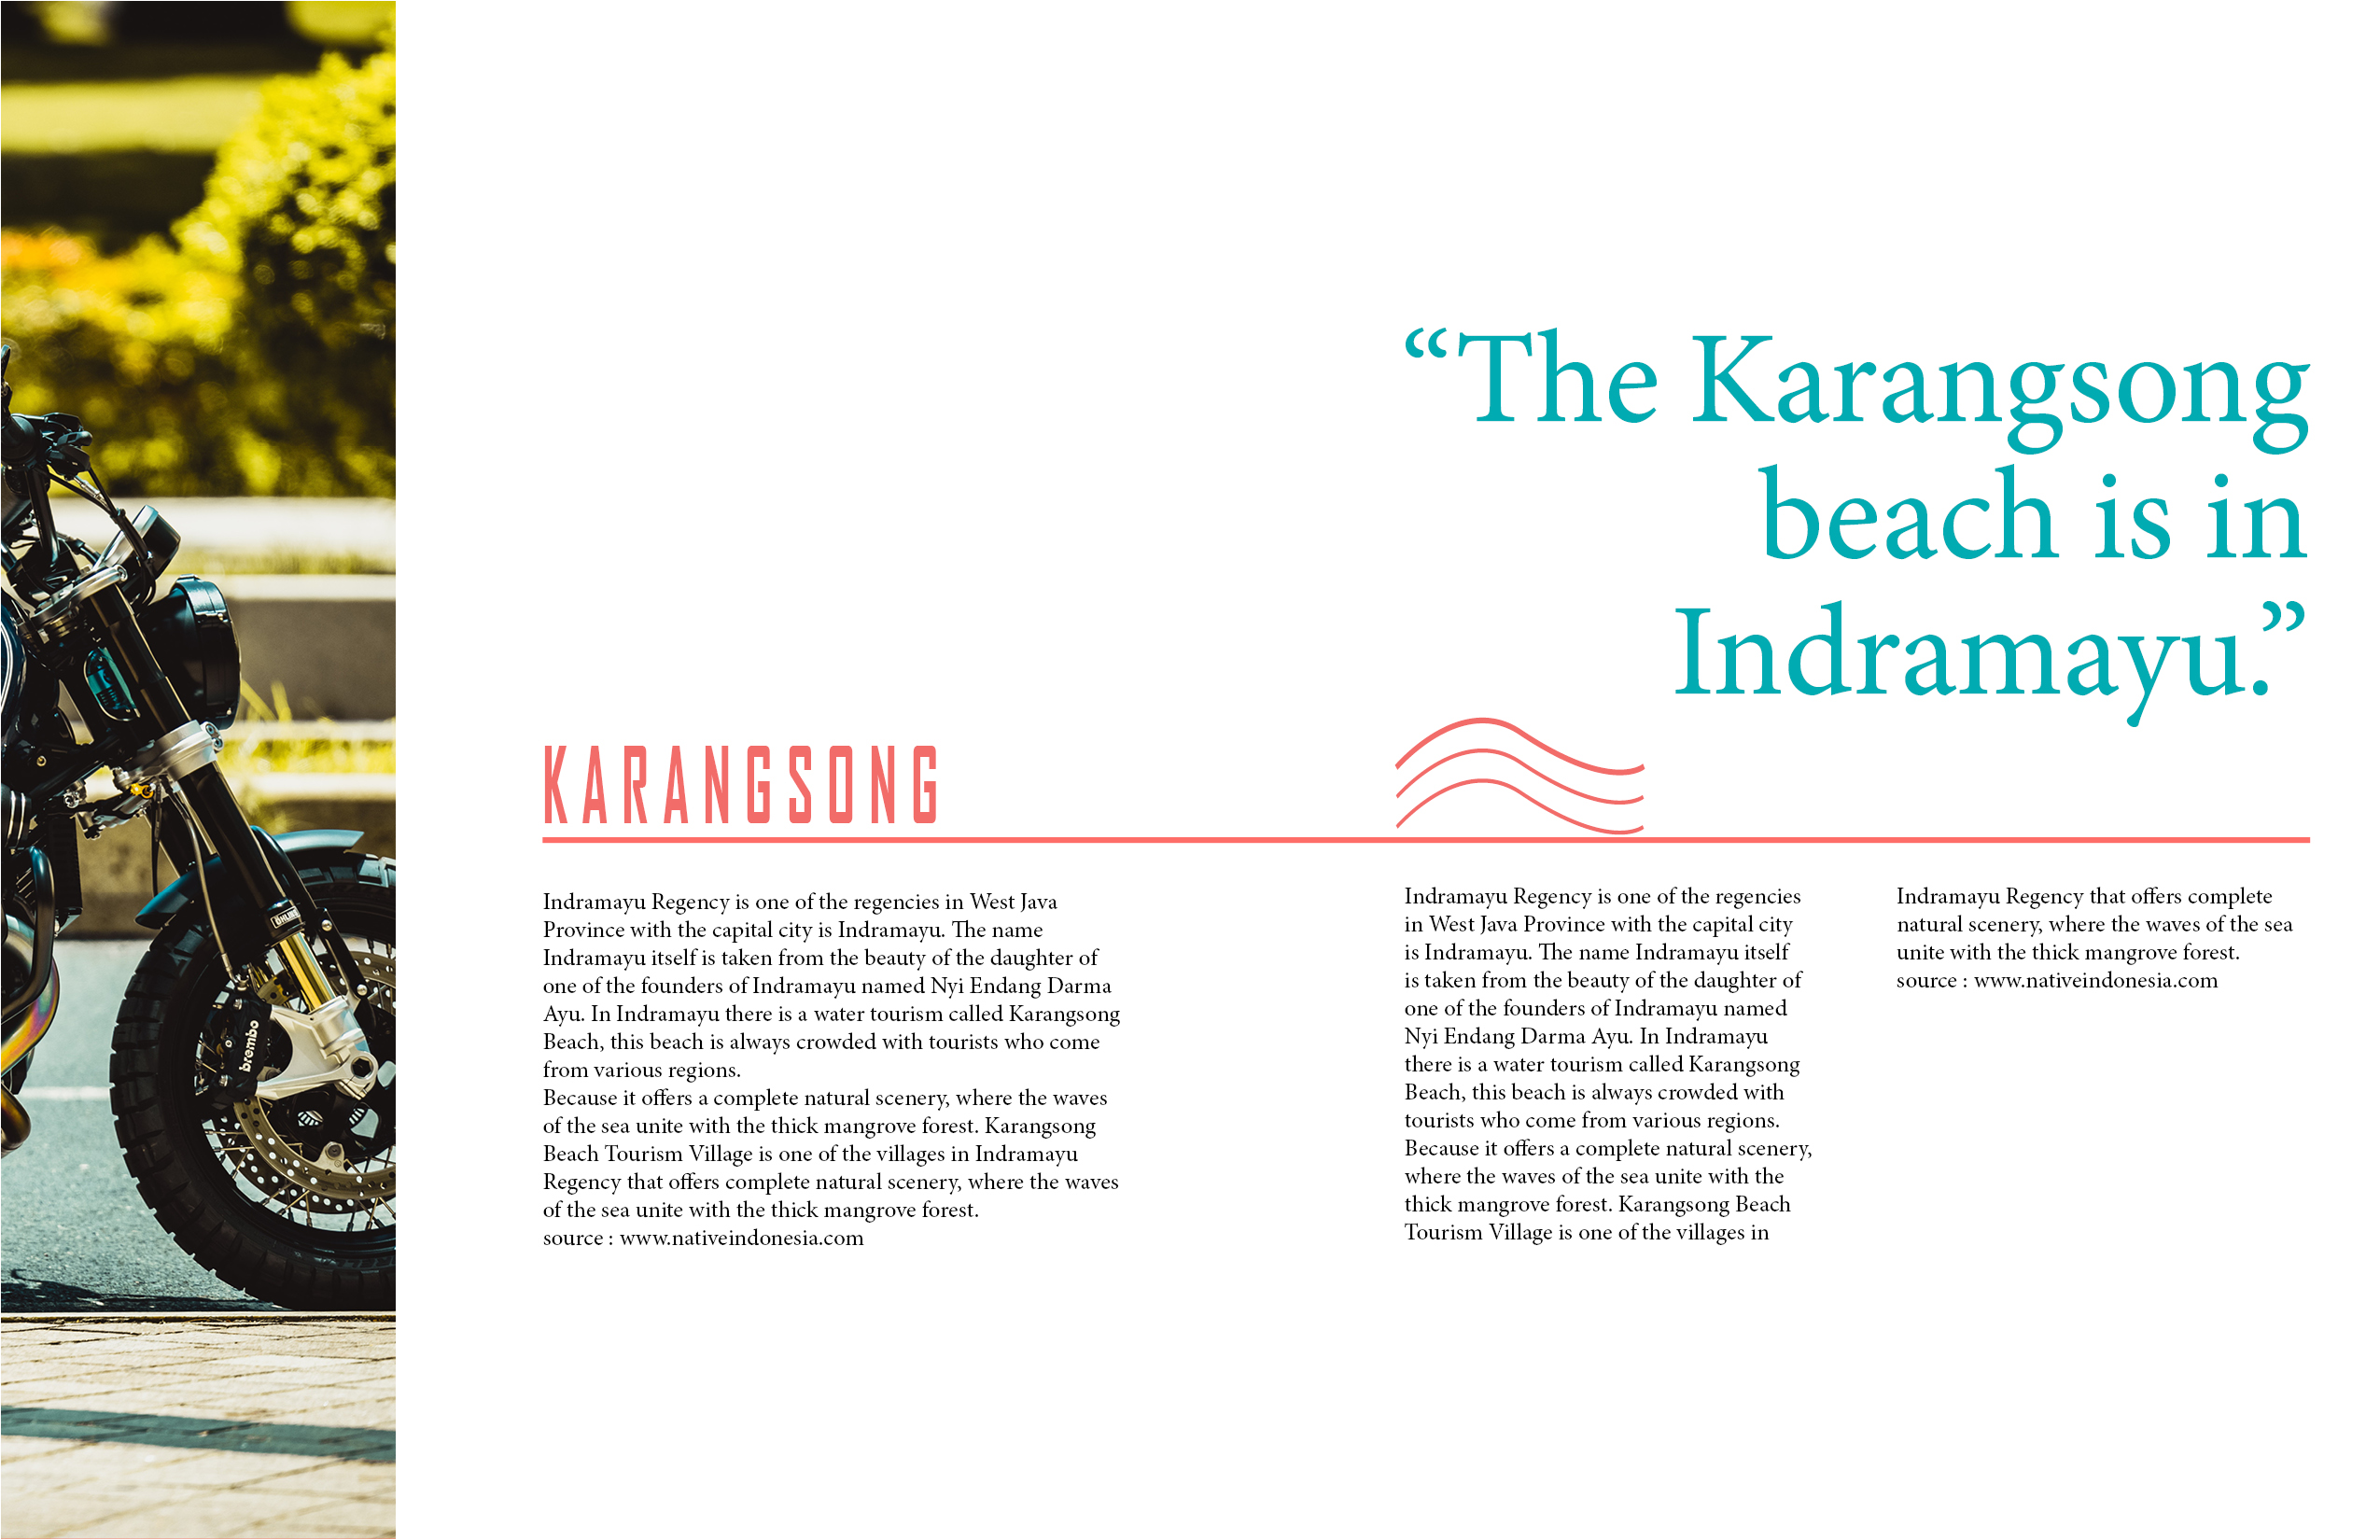 “The Karangsong
beach is in
Indramayu.”
KARANGSONG
Indramayu Regency is one of the regencies in West Java
Province with the capital city is Indramayu. The name
Indramayu itself is taken from the beauty of the daughter of
one of the founders of Indramayu named Nyi Endang Darma
Ayu. In Indramayu there is a water tourism called Karangsong
Beach, this beach is always crowded with tourists who come
from various regions.
Because it offers a complete natural scenery, where the waves
of the sea unite with the thick mangrove forest. Karangsong
Beach Tourism Village is one of the villages in Indramayu
Regency that offers complete natural scenery, where the waves
of the sea unite with the thick mangrove forest.
source : www.nativeindonesia.com
Indramayu Regency is one of the regencies
in West Java Province with the capital city
is Indramayu. The name Indramayu itself
is taken from the beauty of the daughter of
one of the founders of Indramayu named
Nyi Endang Darma Ayu. In Indramayu
there is a water tourism called Karangsong
Beach, this beach is always crowded with
tourists who come from various regions.
Because it offers a complete natural scenery,
where the waves of the sea unite with the
thick mangrove forest. Karangsong Beach
Tourism Village is one of the villages in
Indramayu Regency that offers complete
natural scenery, where the waves of the sea
unite with the thick mangrove forest.
source : www.nativeindonesia.com
brembo